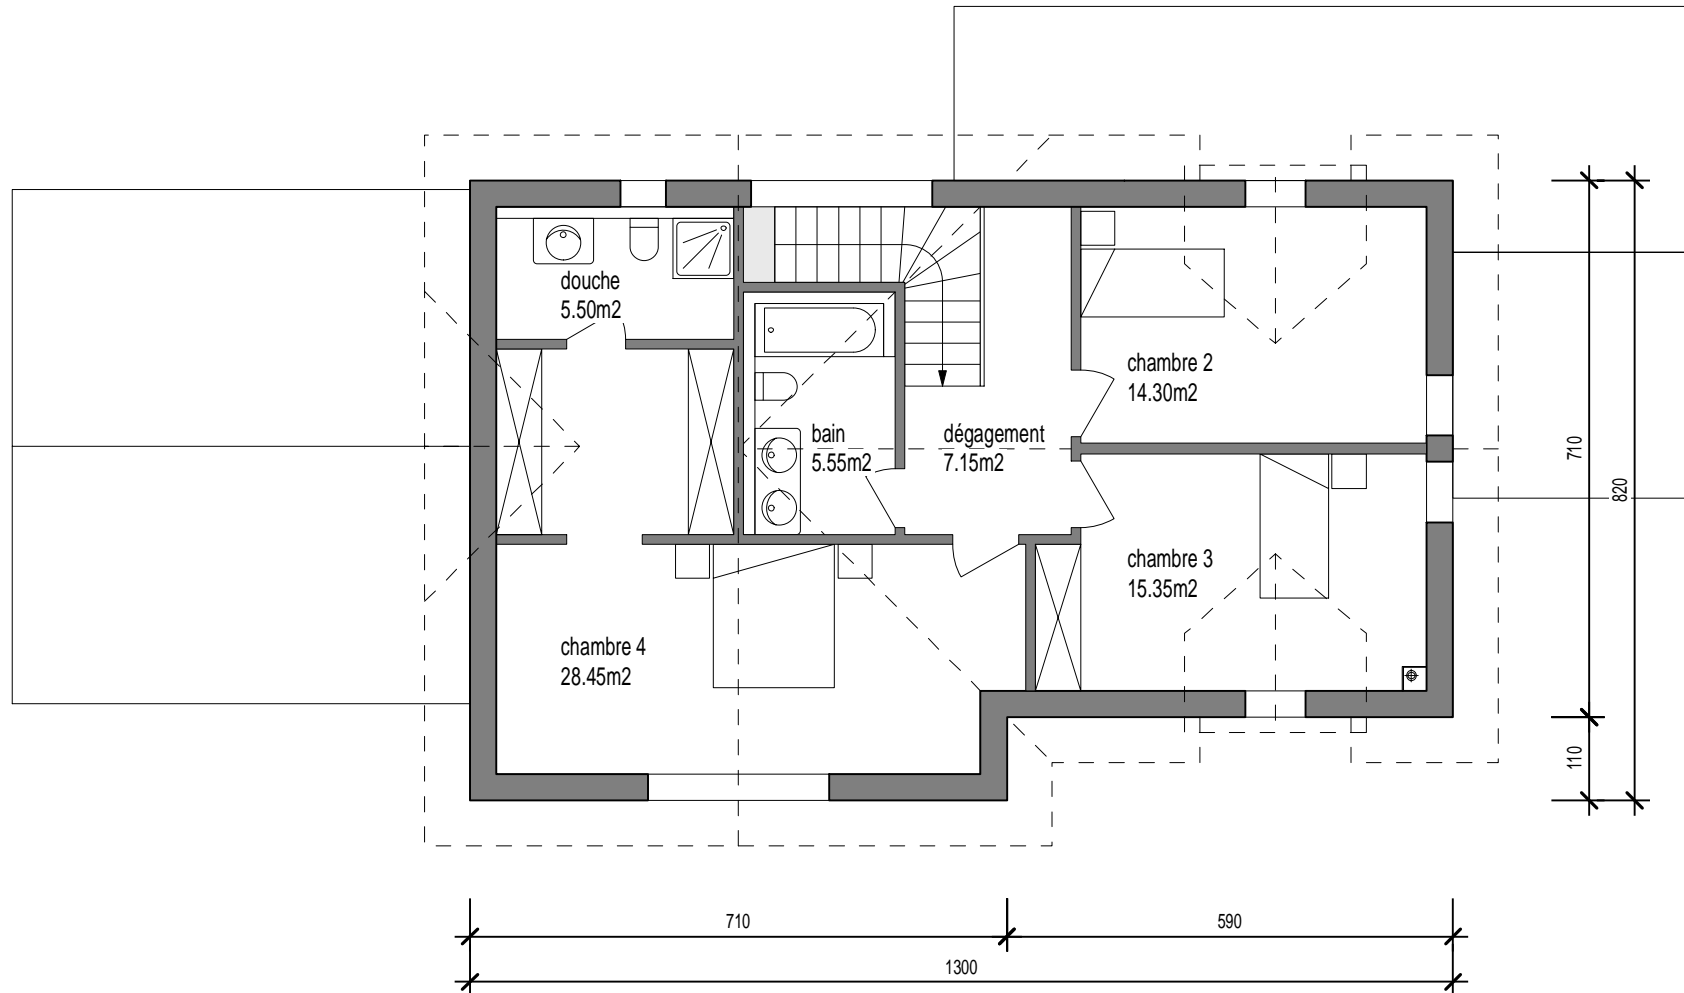 douche
5.50m2
chambre 2
14.30m2
bain
5.55m2
dégagement
7.15m2
chambre 3
15.35m2
chambre 4
28.45m2
710
820
110
710
590
1300